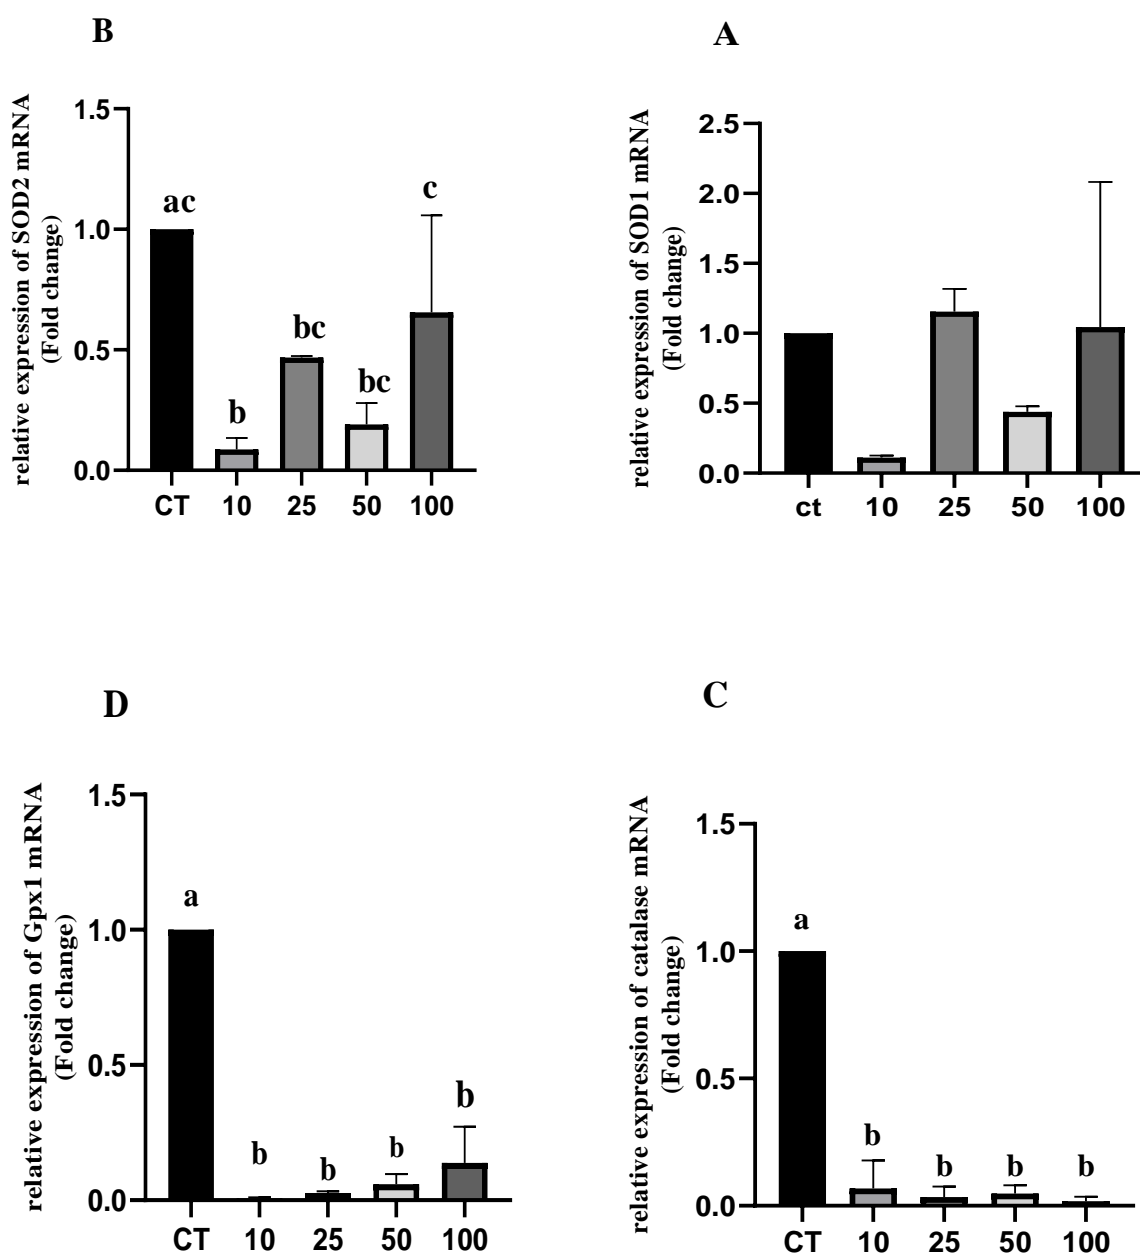 B
relative expression of SOD2 mRNA
(Fold change)
1.5
1.0
0.5
0.0
ac
b
bc
bc
c
CT 10 25 50 100
A
relative expression of SOD1 mRNA
(Fold change)
2.5
2.0
1.5
1.0
0.5
0.0
ct 10 25 50 100
D
relative expression of Gpx1 mRNA
(Fold change)
1.5
1.0
0.5
0.0
a
b
b
b
b
CT 10 25 50 100
C
relative expression of catalase mRNA
(Fold change)
1.5
1.0
0.5
0.0
a
b
b
b
b
CT 10 25 50 100